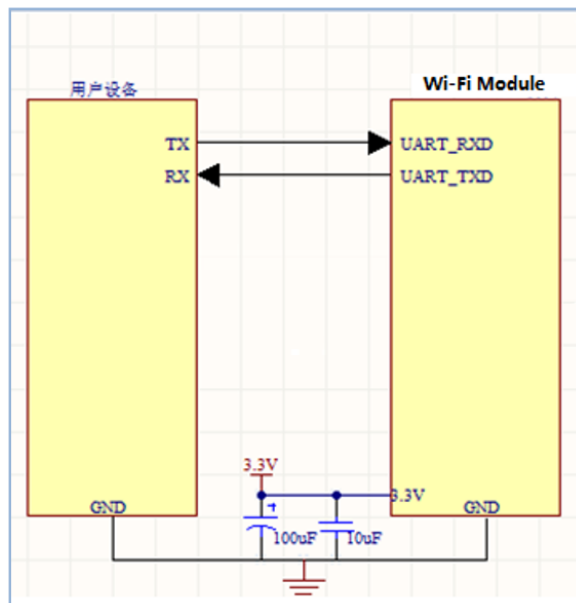 用户设备
Wi-Fi Module
TX
UART_RXD
RX
UART_TXD
3.3V
3.3V
GND
GND
100uF
10uF